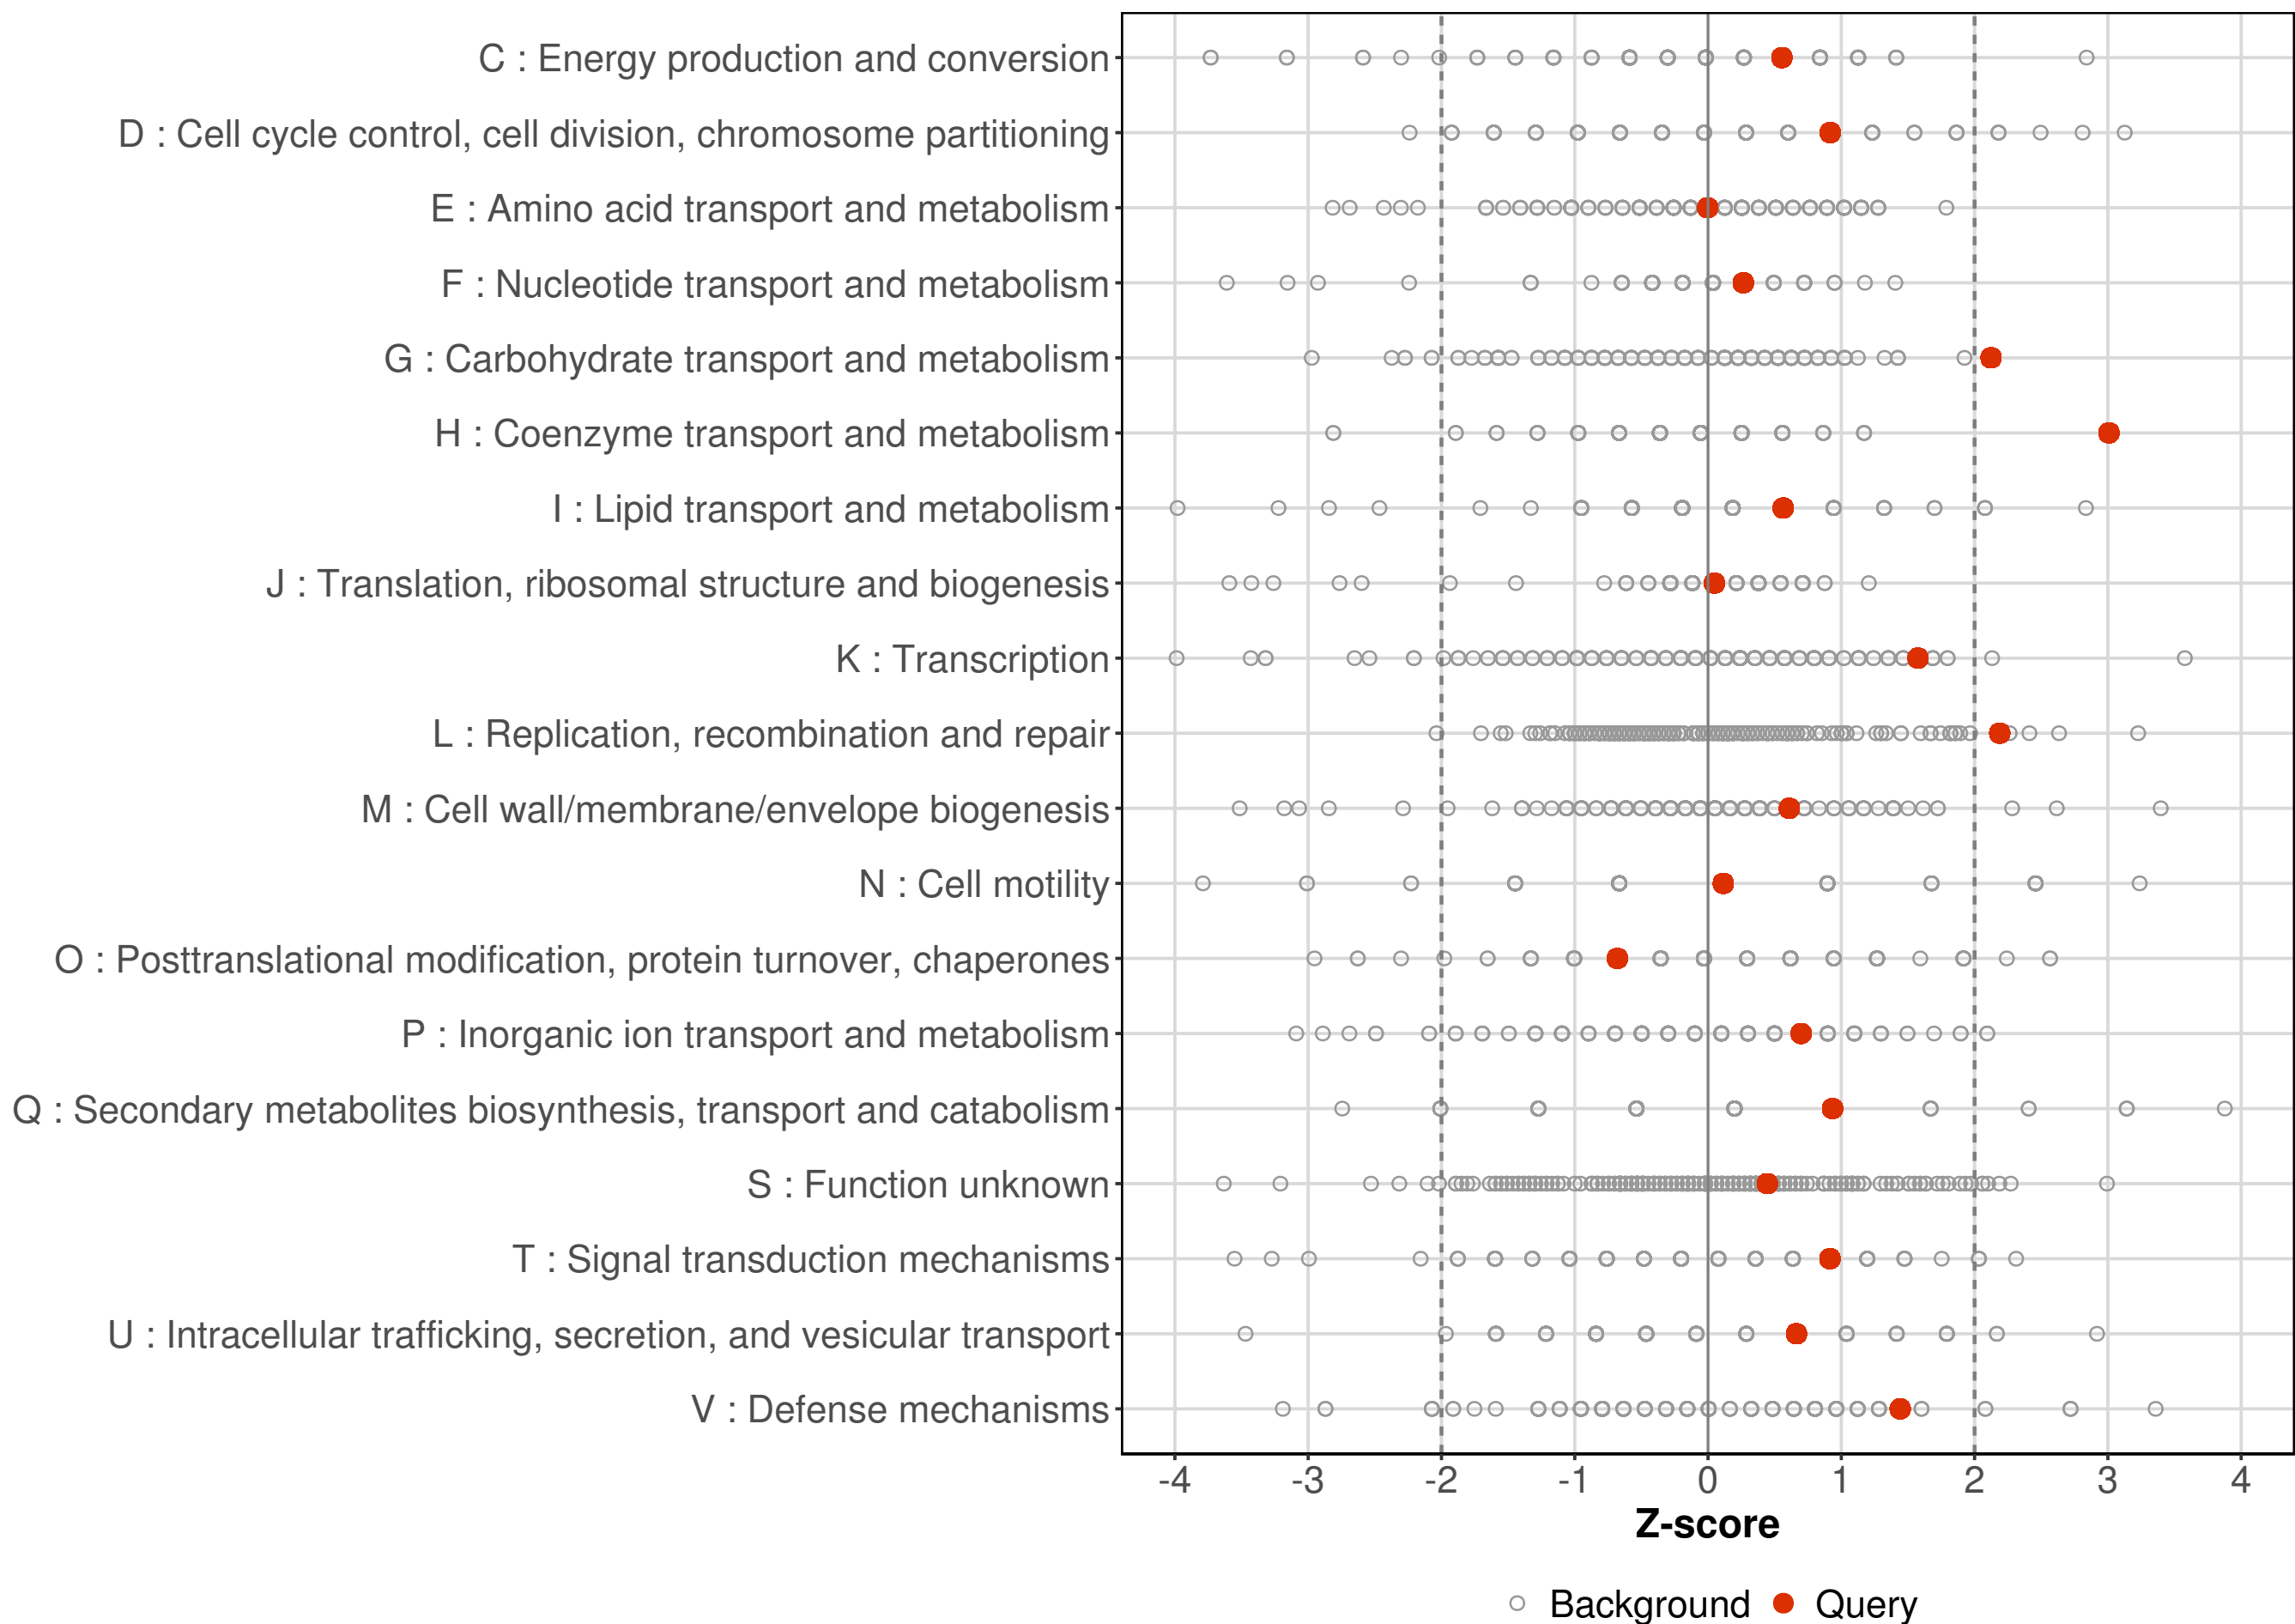 C : Energy production and conversion
D : Cell cycle control, cell division, chromosome partitioning
E : Amino acid transport and metabolism
F : Nucleotide transport and metabolism
G : Carbohydrate transport and metabolism
H : Coenzyme transport and metabolism
I : Lipid transport and metabolism
J : Translation, ribosomal structure and biogenesis
K : Transcription
L : Replication, recombination and repair
M : Cell wall/membrane/envelope biogenesis
N : Cell motility
O : Posttranslational modification, protein turnover, chaperones
P : Inorganic ion transport and metabolism
Q : Secondary metabolites biosynthesis, transport and catabolism
S : Function unknown
T : Signal transduction mechanisms
U : Intracellular trafficking, secretion, and vesicular transport
V : Defense mechanisms
-4 -3 -2 -1 0 1 2 3 4
Z-score
Background Query